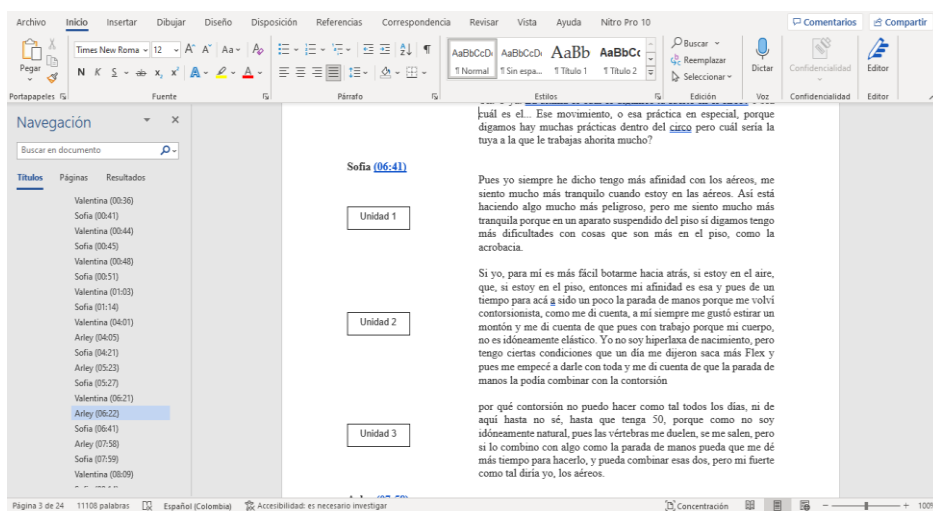 Archivo Inicio Insertar Dibujar Diseño Disposición Referencias Correspondencia Revisar Vista Ayuda Nitro Pro 10 Comentarios Compartir
Pegar
Times New Roma 12 A A Aa A
N K S ab x, x² A A
AaBbCcDc AaBbCcDc AaBb AaBbCc
¶ Normal ¶ Sin espa... Título 1 Título 2
Buscar
Reemplazar
Seleccionar
Dictar
Confidencialidad
Editor
Portapapeles Fuente Párrafo Estilos Edición Voz Confidencialidad Editor
Navegación
Buscar en documento
Títulos Páginas Resultados
Valentina (00:36)
Sofia (00:41)
Valentina (00:44)
Sofia (00:45)
Valentina (00:48)
Sofia (00:51)
Valentina (01:03)
Sofia (01:14)
Valentina (04:01)
Arley (04:05)
Sofia (04:21)
Arley (05:23)
Sofia (05:27)
Valentina (06:21)
Arley (06:22)
Sofia (06:41)
Arley (07:58)
Sofia (07:59)
Valentina (08:09)
cuál es el... Ese movimiento, o esa práctica en especial, porque
digamos hay muchas prácticas dentro del circo pero cuál sería la
tuya a la que le trabajas ahorita mucho?
Sofia (06:41)
Pues yo siempre he dicho tengo más afinidad con los aéreos, me
siento mucho más tranquilo cuando estoy en las aéreos. Así está
haciendo algo mucho más peligroso, pero me siento mucho más
tranquila porque en un aparato suspendido del piso sí digamos tengo
más dificultades con cosas que son más en el piso, como la
acrobacia.
Unidad 1
Si yo, para mí es más fácil botarme hacia atrás, si estoy en el aire,
que, si estoy en el piso, entonces mi afinidad es esa y pues de un
tiempo para acá a sido un poco la parada de manos porque me volví
contorsionista, como me di cuenta, a mí siempre me gustó estirar un
montón y me di cuenta de que pues con trabajo porque mi cuerpo,
no es idóneamente elástico. Yo no soy hiperlaxa de nacimiento, pero
tengo ciertas condiciones que un día me dijeron saca más Flex y
pues me empecé a darle con toda y me di cuenta de que la parada de
manos la podía combinar con la contorsión
Unidad 2
por qué contorsión no puedo hacer como tal todos los días, ni de
aquí hasta no sé, hasta que tenga 50, porque como no soy
idóneamente natural, pues las vértebras me duelen, se me salen, pero
si lo combino con algo como la parada de manos pueda que me dé
más tiempo para hacerlo, y pueda combinar esas dos, pero mi fuerte
como tal diría yo, los aéreos.
Unidad 3
Página 3 de 24 11108 palabras Español (Colombia) Accesibilidad: es necesario investigar Concentración 100%